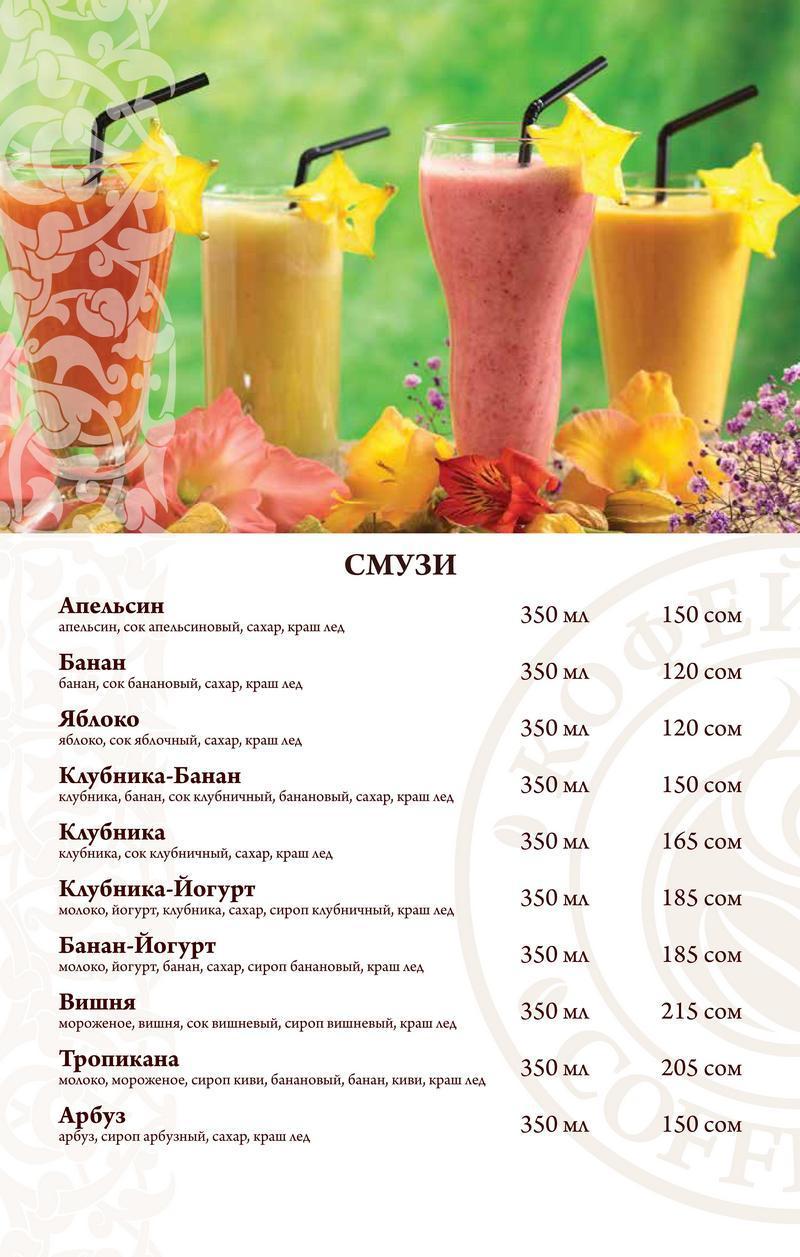 СМУЗИ
Апельсин 350 мл 150 сом
апельсин, сок апельсиновый, сахар, краш лед
Банан 350 мл 120 сом
банан, сок банановый, сахар, краш лед
Яблоко 350 мл 120 сом
яблоко, сок яблочный, сахар, краш лед
Клубника-Банан 350 мл 150 сом
клубника, банан, сок клубничный, банановый, сахар, краш лед
Клубника 350 мл 165 сом
клубника, сок клубничный, сахар, краш лед
Клубника-Йогурт 350 мл 185 сом
молоко, йогурт, клубника, сахар, сироп клубничный, краш лед
Банан-Йогурт 350 мл 185 сом
молоко, йогурт, банан, сахар, сироп банановый, краш лед
Вишня 350 мл 215 сом
мороженое, вишня, сок вишневый, сироп вишневый, краш лед
Тропикана 350 мл 205 сом
молоко, мороженое, сироп киви, банановый, банан, киви, краш лед
Арбуз 350 мл 150 сом
арбуз, сироп арбузный, сахар, краш лед
КОФЕЙ
COFFE